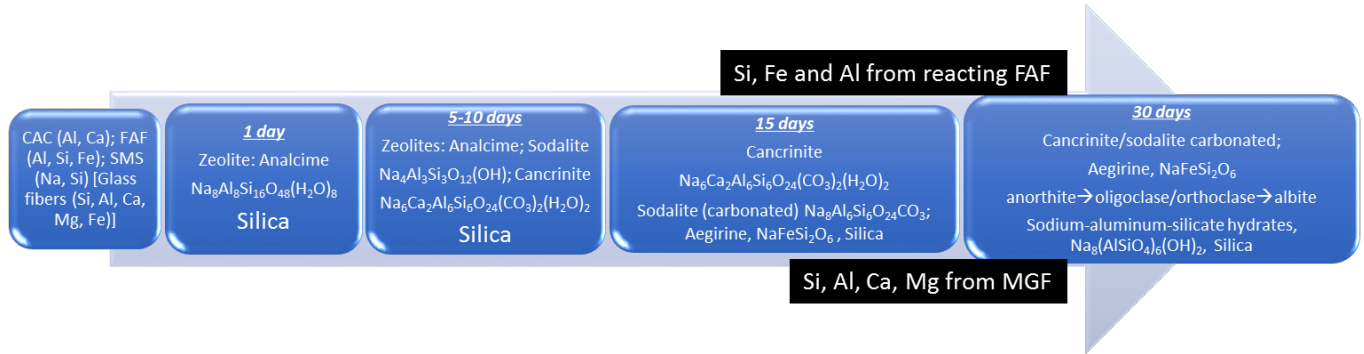 Si, Fe and Al from reacting FAF
CAC (Al, Ca); FAF
(Al, Si, Fe); SMS
(Na, Si) [Glass
fibers (Si, Al, Ca,
Mg, Fe)]
1 day
Zeolite: Analcime
Na₈Al₈Si₁₆O₄₈(H₂O)₈
Silica
5-10 days
Zeolites: Analcime; Sodalite
Na₄Al₃Si₃O₁₂(OH); Cancrinite
Na₆Ca₂Al₆Si₆O₂₄(CO₃)₂(H₂O)₂
Silica
15 days
Cancrinite
Na₆Ca₂Al₆Si₆O₂₄(CO₃)₂(H₂O)₂
Sodalite (carbonated) Na₈Al₆Si₆O₂₄CO₃;
Aegirine, NaFeSi₂O₆ , Silica
30 days
Cancrinite/sodalite carbonated;
Aegirine, NaFeSi₂O₆
anorthite→oligoclase/orthoclase→albite
Sodium-aluminum-silicate hydrates,
Na₈(AlSiO₄)₆(OH)₂, Silica
Si, Al, Ca, Mg from MGF